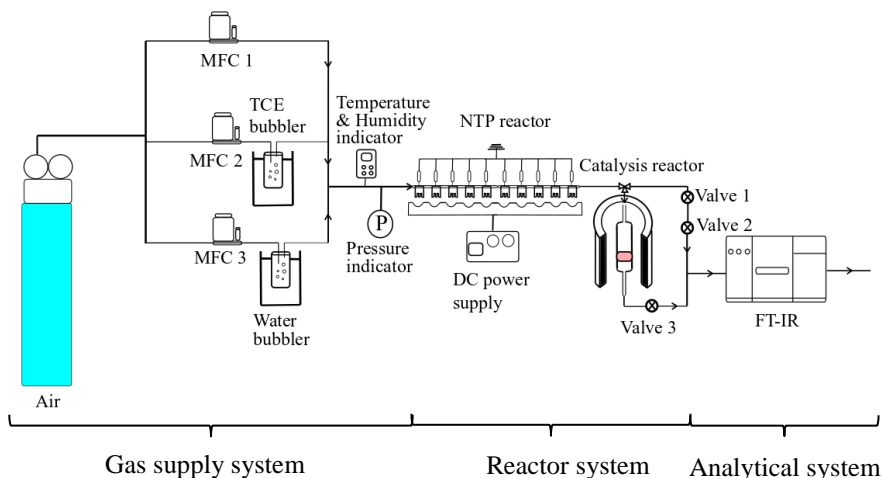 MFC 1
TCE
bubbler
MFC 2
Temperature
& Humidity
indicator
NTP reactor
Catalysis reactor
Valve 1
Valve 2
P
Pressure
indicator
MFC 3
DC power
supply
Water
bubbler
Valve 3
FT-IR
Air
Gas supply system
Reactor system
Analytical system